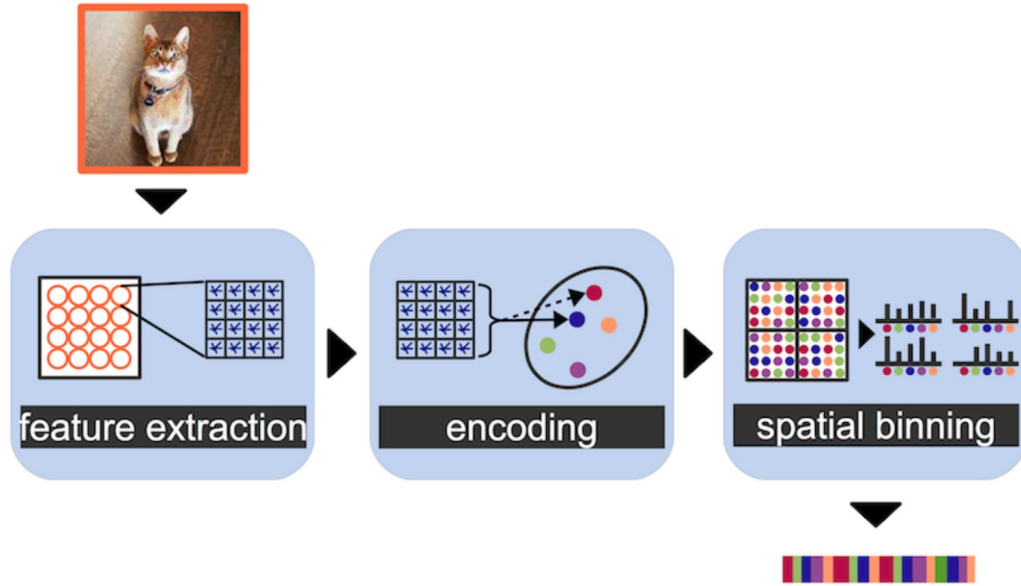 feature extraction
encoding
spatial binning